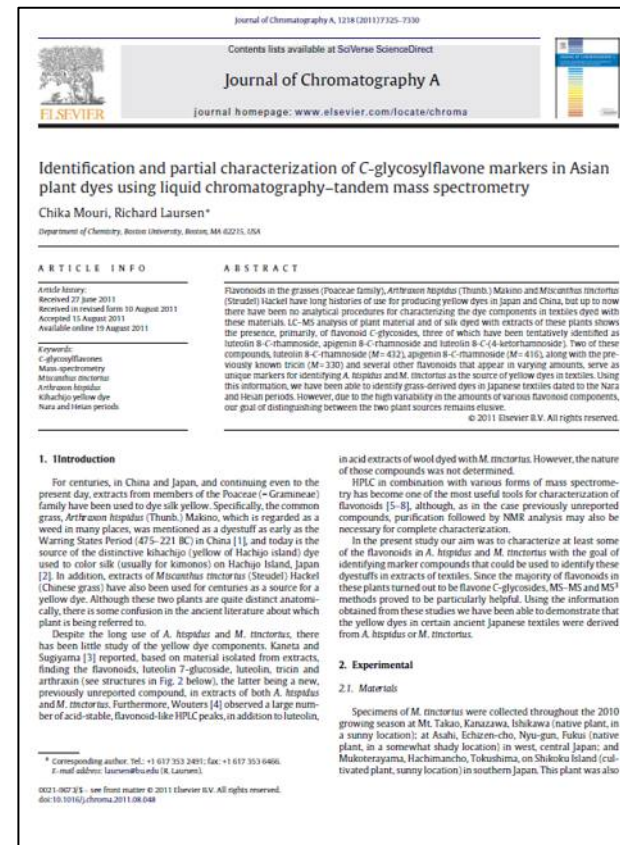 Journal of Chromatography A, 1218 (2011) 7325–7330
Contents lists available at SciVerse ScienceDirect
Journal of Chromatography A
journal homepage: www.elsevier.com/locate/chroma
ELSEVIER
Identification and partial characterization of C-glycosylflavone markers in Asian
plant dyes using liquid chromatography–tandem mass spectrometry
Chika Mouri, Richard Laursen*
Department of Chemistry, Boston University, Boston, MA 02215, USA
ARTICLE INFO
Article history:
Received 27 June 2011
Received in revised form 10 August 2011
Accepted 15 August 2011
Available online 19 August 2011
Keywords:
C-glycosylflavones
Mass-spectrometry
Miscanthus tinctorius
Arthraxon hispidus
Kihachijo yellow dye
Nara and Heian periods
ABSTRACT
Flavonoids in the grasses (Poaceae family), Arthraxon hispidus (Thunb.) Makino and Miscanthus tinctorius
(Steudel) Hackel have long histories of use for producing yellow dyes in Japan and China, but up to now
there have been no analytical procedures for characterizing the dye components in textiles dyed with
these materials. LC–MS analysis of plant material and of silk dyed with extracts of these plants shows
the presence, primarily, of flavonoid C-glycosides, three of which have been tentatively identified as
luteolin 8-C-rhamnoside, apigenin 8-C-rhamnoside and luteolin 8-C-(4-ketorhamnoside). Two of these
compounds, luteolin 8-C-rhamnoside (M = 432), apigenin 8-C-rhamnoside (M = 416), along with the pre-
viously known tricin (M = 330) and several other flavonoids that appear in varying amounts, serve as
unique markers for identifying A. hispidus and M. tinctorius as the source of yellow dyes in textiles. Using
this information, we have been able to identify grass-derived dyes in Japanese textiles dated to the Nara
and Heian periods. However, due to the high variability in the amounts of various flavonoid components,
our goal of distinguishing between the two plant sources remains elusive.
© 2011 Elsevier B.V. All rights reserved.
1. 1Introduction
For centuries, in China and Japan, and continuing even to the
present day, extracts from members of the Poaceae (= Gramineae)
family have been used to dye silk yellow. Specifically, the common
grass, Arthraxon hispidus (Thunb.) Makino, which is regarded as a
weed in many places, was mentioned as a dyestuff as early as the
Warring States Period (475–221 BC) in China [1], and today is the
source of the distinctive kihachijo (yellow of Hachijo island) dye
used to color silk (usually for kimonos) on Hachijo Island, Japan
[2]. In addition, extracts of Miscanthus tinctorius (Steudel) Hackel
(Chinese grass) have also been used for centuries as a source for a
yellow dye. Although these two plants are quite distinct anatomi-
cally, there is some confusion in the ancient literature about which
plant is being referred to.
Despite the long use of A. hispidus and M. tinctorius, there
has been little study of the yellow dye components. Kaneta and
Sugiyama [3] reported, based on material isolated from extracts,
finding the flavonoids, luteolin 7-glucoside, luteolin, tricin and
arthraxin (see structures in Fig. 2 below), the latter being a new,
previously unreported compound, in extracts of both A. hispidus
and M. tinctorius. Furthermore, Wouters [4] observed a large num-
ber of acid-stable, flavonoid-like HPLC peaks, in addition to luteolin,
* Corresponding author. Tel.: +1 617 353 2491; fax: +1 617 353 6466.
E-mail address: laursen@bu.edu (R. Laursen).
0021-9673/$ – see front matter © 2011 Elsevier B.V. All rights reserved.
doi:10.1016/j.chroma.2011.08.048
in acid extracts of wool dyed with M. tinctorius. However, the nature
of those compounds was not determined.
HPLC in combination with various forms of mass spectrome-
try has become one of the most useful tools for characterization of
flavonoids [5–8], although, as in the case previously unreported
compounds, purification followed by NMR analysis may also be
necessary for complete characterization.
In the present study our aim was to characterize at least some
of the flavonoids in A. hispidus and M. tinctorius with the goal of
identifying marker compounds that could be used to identify these
dyestuffs in extracts of textiles. Since the majority of flavonoids in
these plants turned out to be flavone C-glycosides, MS–MS and MS³
methods proved to be particularly helpful. Using the information
obtained from these studies we have been able to demonstrate that
the yellow dyes in certain ancient Japanese textiles were derived
from A. hispidus or M. tinctorius.
2. Experimental
2.1. Materials
Specimens of M. tinctorius were collected throughout the 2010
growing season at Mt. Takao, Kanazawa, Ishikawa (native plant, in
a sunny location); at Asahi, Echizen-cho, Nyu-gun, Fukui (native
plant, in a somewhat shady location) in west, central Japan; and
Mukoterayama, Hachimancho, Tokushima, on Shikoku Island (cul-
tivated plant, sunny location) in southern Japan. This plant was also